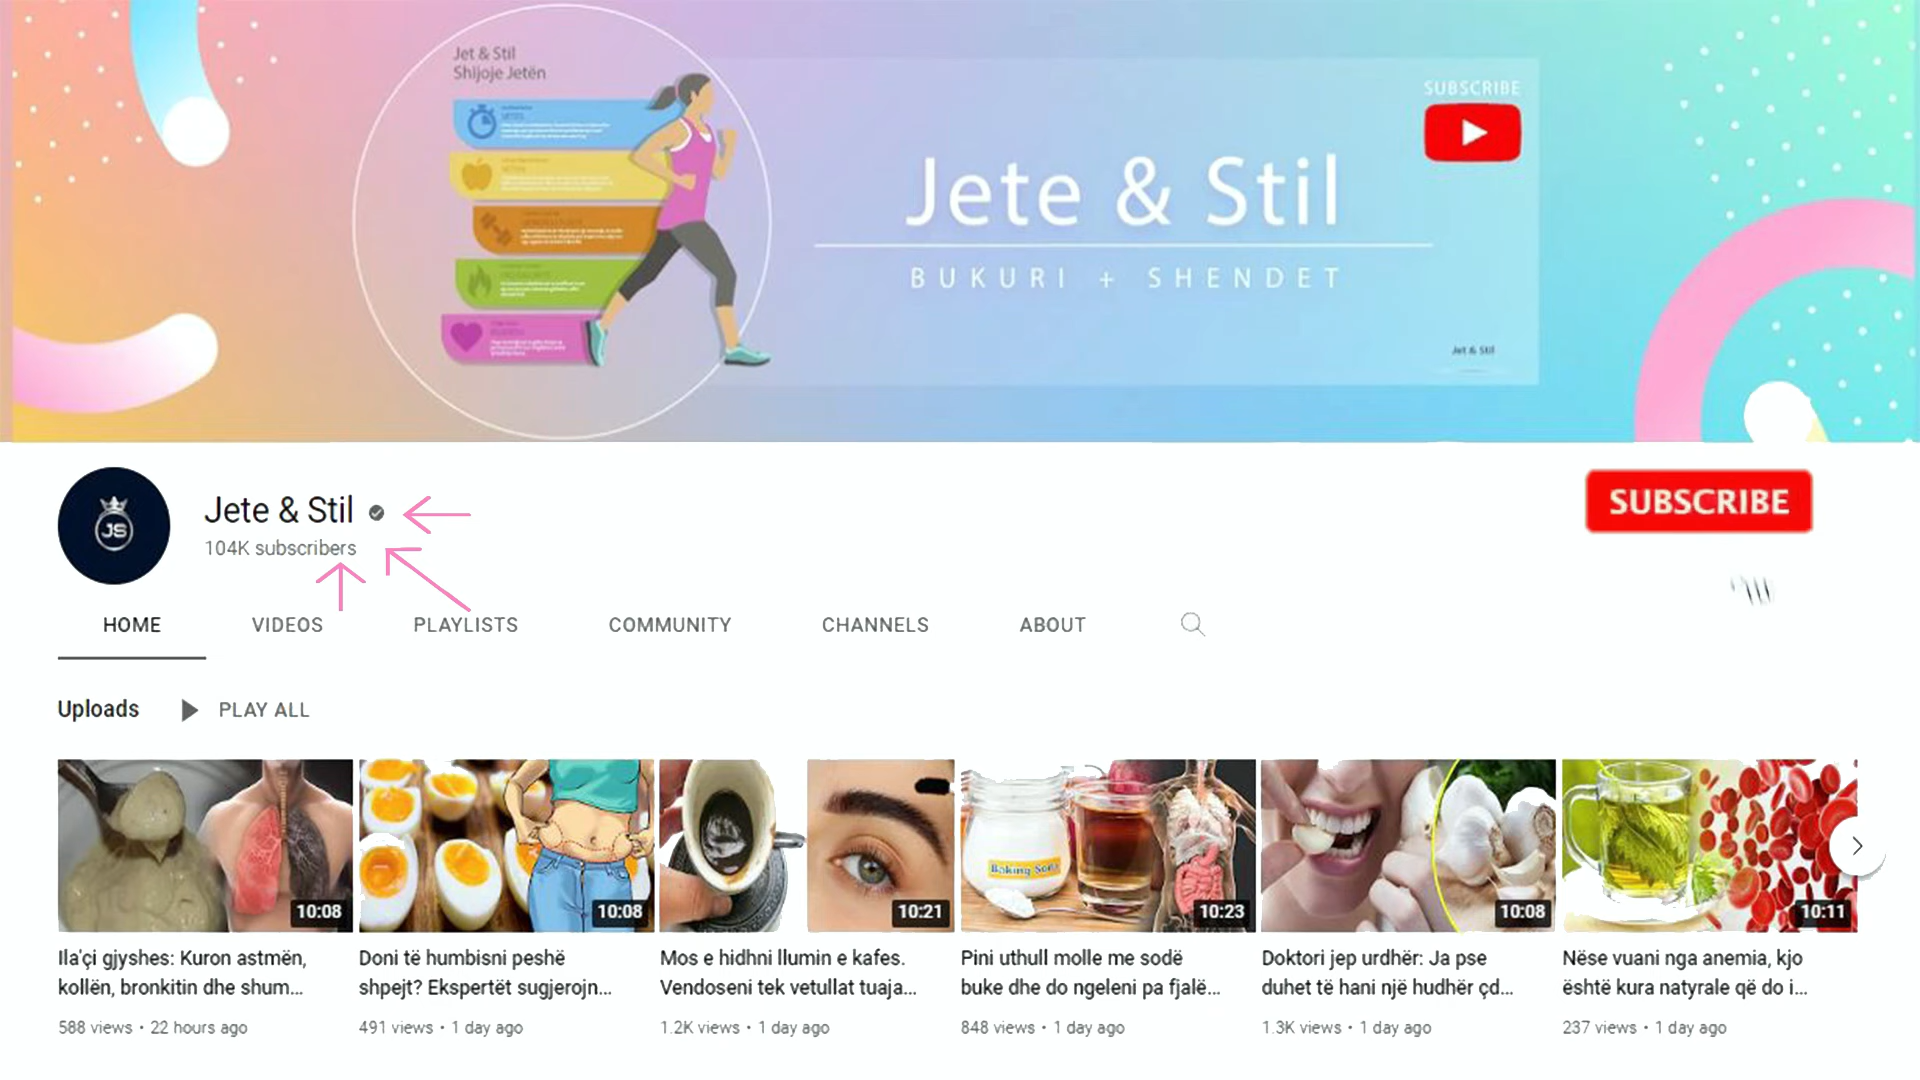 Jet & Stil
Shijoje Jetën
SUBSCRIBE
Jete & Stil
BUKURI + SHENDET
Jet & Stil
JS
Jete & Stil
104K subscribers
SUBSCRIBE
HOME VIDEOS PLAYLISTS COMMUNITY CHANNELS ABOUT
Uploads PLAY ALL
Baking Soda
10:08 10:08 10:21 10:23 10:08 10:11
Ila'çi gjyshes: Kuron astmën,
kollën, bronkitin dhe shum...
588 views • 22 hours ago
Doni të humbisni peshë
shpejt? Ekspertët sugjerojn...
491 views • 1 day ago
Mos e hidhni llumin e kafes.
Vendoseni tek vetullat tuaja...
1.2K views • 1 day ago
Pini uthull molle me sodë
buke dhe do ngeleni pa fjalë...
848 views • 1 day ago
Doktori jep urdhër: Ja pse
duhet të hani një hudhër çd...
1.3K views • 1 day ago
Nëse vuani nga anemia, kjo
është kura natyrale që do i...
237 views • 1 day ago